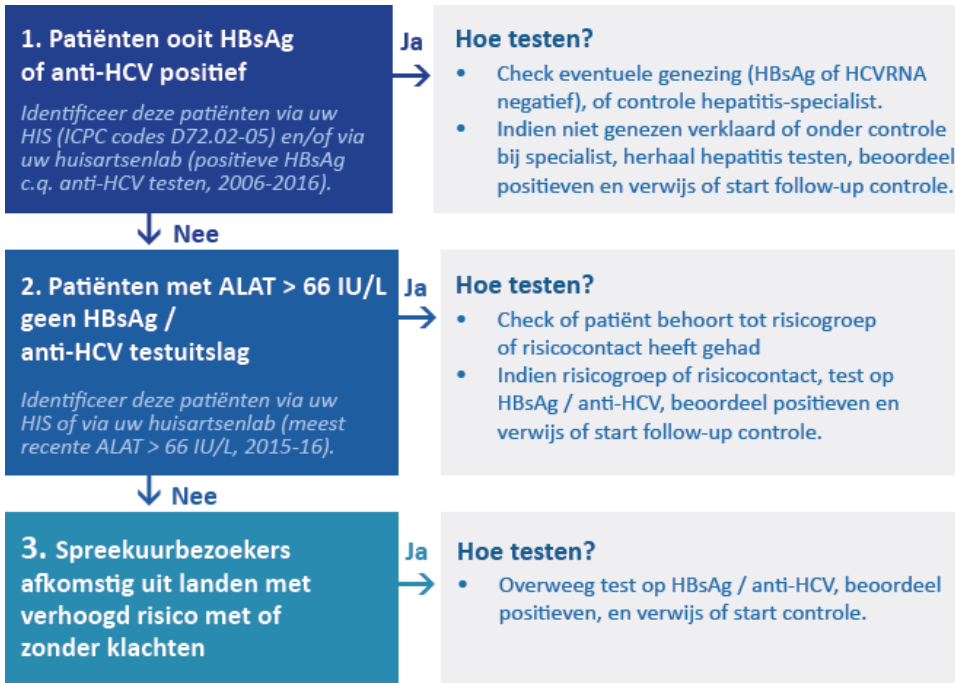 1. Patiënten ooit HBsAg
of anti-HCV positief
Identificeer deze patiënten via uw
HIS (ICPC codes D72.02-05) en/of via
uw huisartsenlab (positieve HBsAg
c.q. anti-HCV testen, 2006-2016).
Ja
Hoe testen?
• Check eventuele genezing (HBsAg of HCVRNA
negatief), of controle hepatitis-specialist.
• Indien niet genezen verklaard of onder controle
bij specialist, herhaal hepatitis testen, beoordeel
positieven en verwijs of start follow-up controle.
Nee
2. Patiënten met ALAT > 66 IU/L
geen HBsAg /
anti-HCV testuitslag
Identificeer deze patiënten via uw
HIS of via uw huisartsenlab (meest
recente ALAT > 66 IU/L, 2015-16).
Ja
Hoe testen?
• Check of patiënt behoort tot risicogroep
of risicocontact heeft gehad
• Indien risicogroep of risicocontact, test op
HBsAg / anti-HCV, beoordeel positieven en
verwijs of start follow-up controle.
Nee
3. Spreekuurbezoekers
afkomstig uit landen met
verhoogd risico met of
zonder klachten
Ja
Hoe testen?
• Overweeg test op HBsAg / anti-HCV, beoordeel
positieven, en verwijs of start controle.